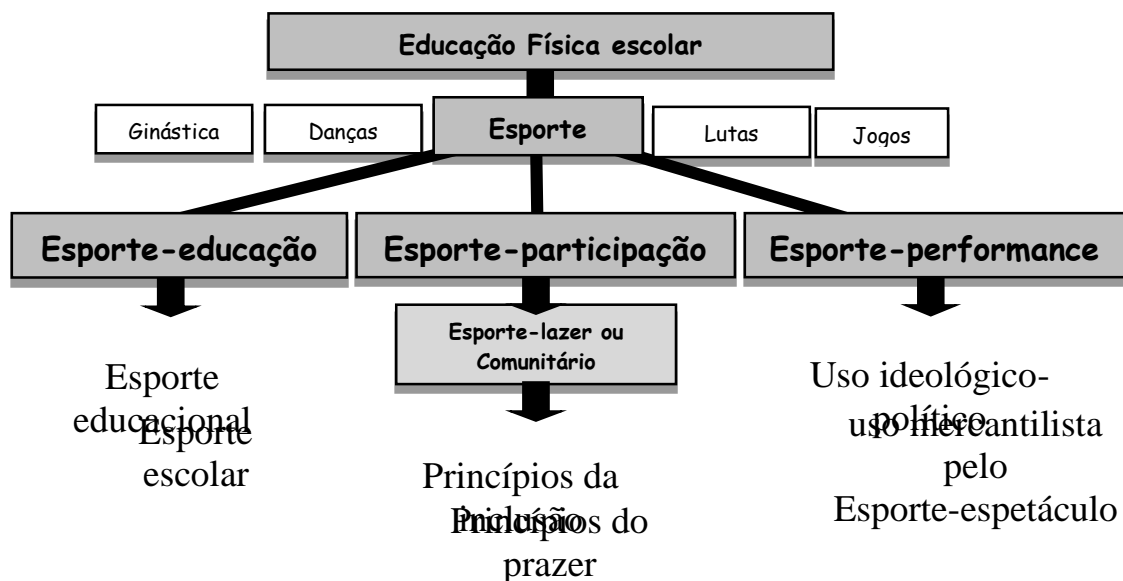 Educação Física escolar
Ginástica
Danças
Esporte
Lutas
Jogos
Esporte-educação
Esporte-participação
Esporte-performance
Esporte-lazer ou
Comunitário
Esporte
educacional
Esporte
escolar
Princípios da
inclusão
Princípios do
prazer
Uso ideológico-
político
uso mercantilista
pelo
Esporte-espetáculo